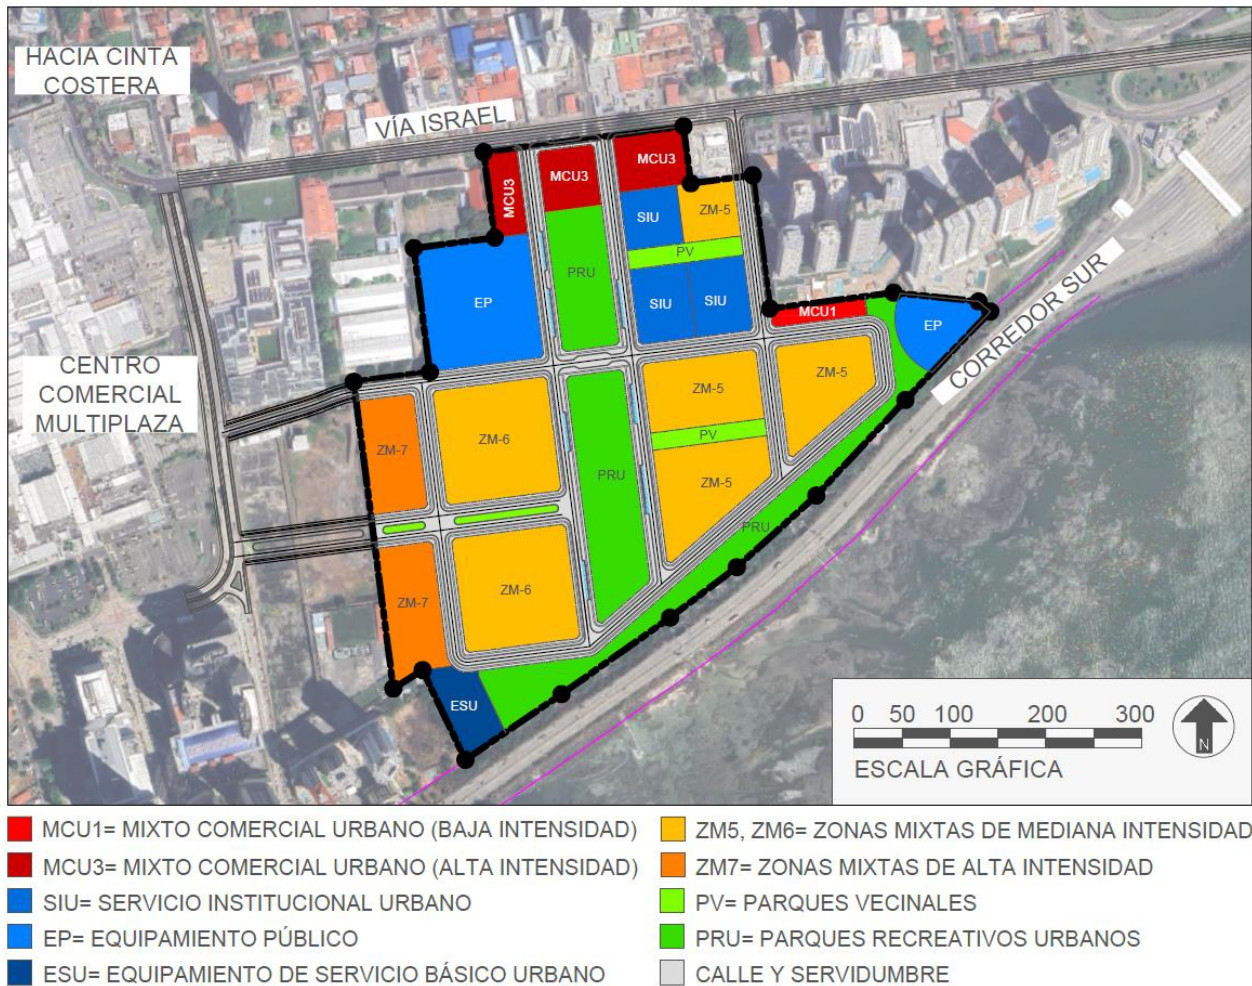 HACIA CINTA
COSTERA
VÍA ISRAEL
MCU3
MCU3
MCU3
SIU
ZM-5
PV
PRU
EP
SIU
SIU
MCU1
EP
CORREDOR SUR
CENTRO
COMERCIAL
MULTIPLAZA
ZM-5
ZM-5
ZM-7
ZM-6
PV
PRU
ZM-5
PRU
ZM-7
ZM-6
ESU
0 50 100 200 300
ESCALA GRÁFICA
N
MCU1= MIXTO COMERCIAL URBANO (BAJA INTENSIDAD)
MCU3= MIXTO COMERCIAL URBANO (ALTA INTENSIDAD)
SIU= SERVICIO INSTITUCIONAL URBANO
EP= EQUIPAMIENTO PÚBLICO
ESU= EQUIPAMIENTO DE SERVICIO BÁSICO URBANO
ZM5, ZM6= ZONAS MIXTAS DE MEDIANA INTENSIDAD
ZM7= ZONAS MIXTAS DE ALTA INTENSIDAD
PV= PARQUES VECINALES
PRU= PARQUES RECREATIVOS URBANOS
CALLE Y SERVIDUMBRE